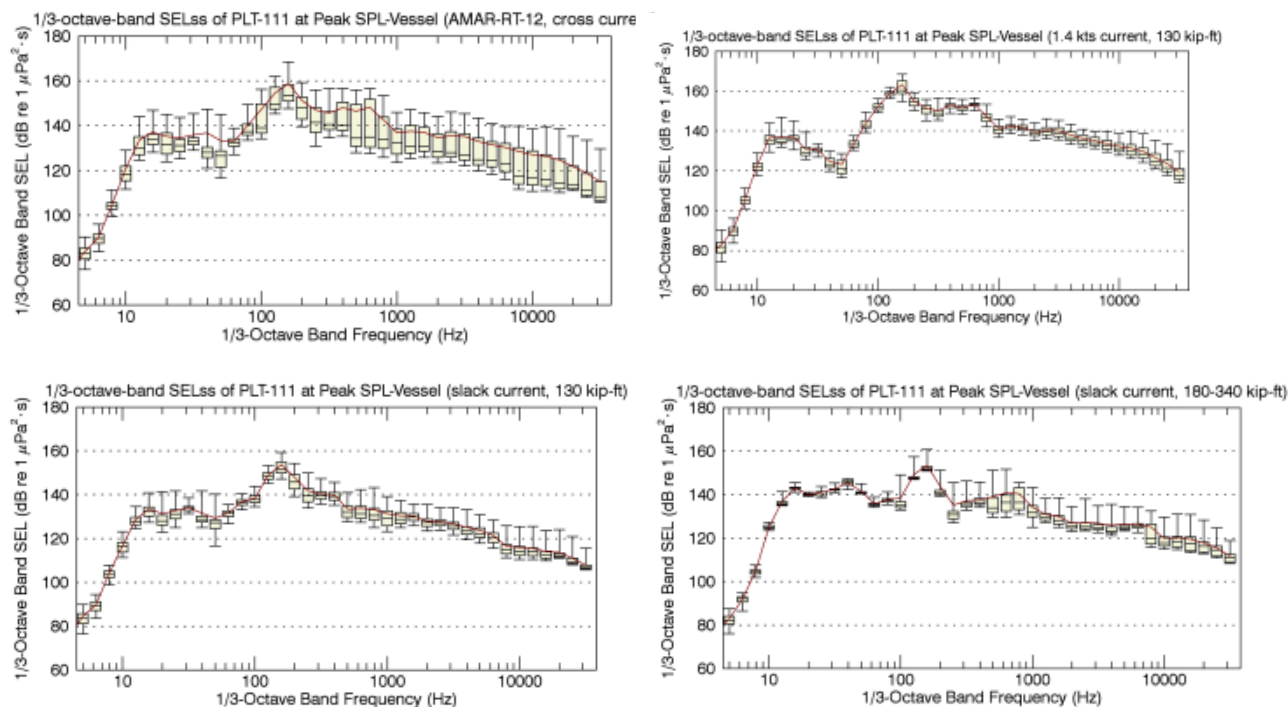 1/3-octave-band SELss of PLT-111 at Peak SPL-Vessel (AMAR-RT-12, cross curre
1/3-Octave Band SEL (dB re 1 μPa²·s)
180
160
140
120
100
80
60
10 100 1000 10000
1/3-Octave Band Frequency (Hz)
1/3-octave-band SELss of PLT-111 at Peak SPL-Vessel (1.4 kts current, 130 kip-ft)
1/3-Octave Band SEL (dB re 1 μPa²·s)
180
160
140
120
100
80
60
10 100 1000 10000
1/3-Octave Band Frequency (Hz)
1/3-octave-band SELss of PLT-111 at Peak SPL-Vessel (slack current, 130 kip-ft)
1/3-Octave Band SEL (dB re 1 μPa²·s)
180
160
140
120
100
80
60
10 100 1000 10000
1/3-Octave Band Frequency (Hz)
1/3-octave-band SELss of PLT-111 at Peak SPL-Vessel (slack current, 180-340 kip-ft)
1/3-Octave Band SEL (dB re 1 μPa²·s)
180
160
140
120
100
80
60
10 100 1000 10000
1/3-Octave Band Frequency (Hz)